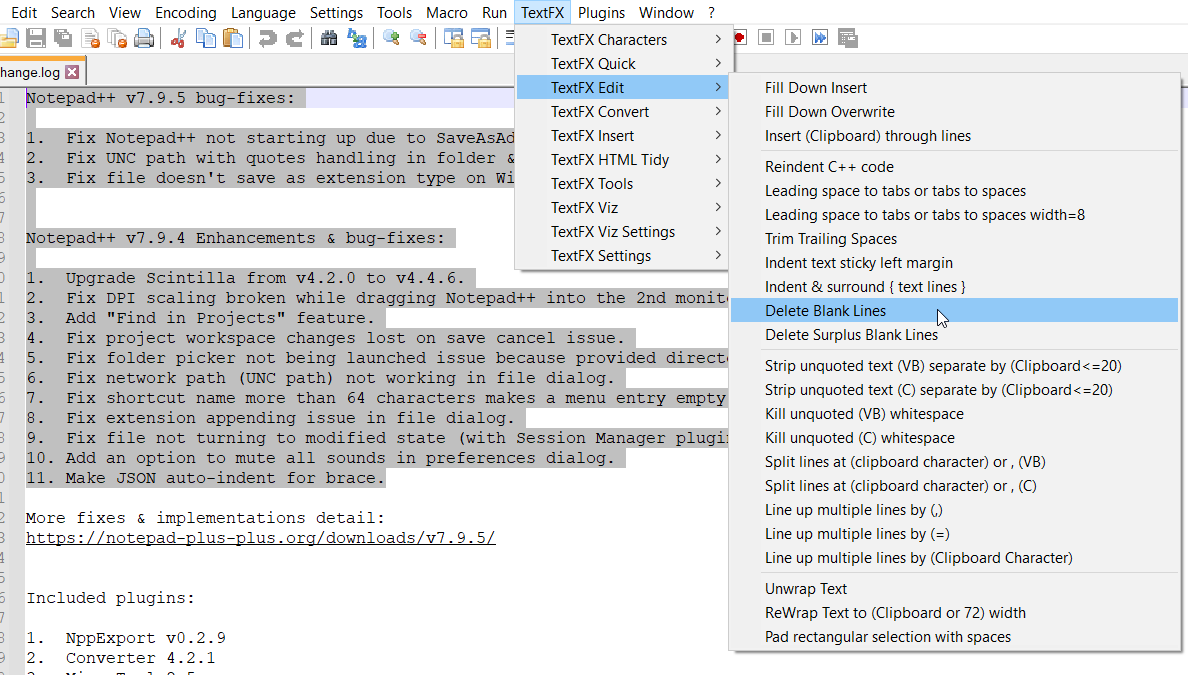 Edit Search View Encoding Language Settings Tools Macro Run TextFX Plugins Window ?
hange.log
TextFX Characters
TextFX Quick
TextFX Edit
TextFX Convert
TextFX Insert
TextFX HTML Tidy
TextFX Tools
TextFX Viz
TextFX Viz Settings
TextFX Settings
Fill Down Insert
Fill Down Overwrite
Insert (Clipboard) through lines
Reindent C++ code
Leading space to tabs or tabs to spaces
Leading space to tabs or tabs to spaces width=8
Trim Trailing Spaces
Indent text sticky left margin
Indent & surround { text lines }
Delete Blank Lines
Delete Surplus Blank Lines
Strip unquoted text (VB) separate by (Clipboard<=20)
Strip unquoted text (C) separate by (Clipboard<=20)
Kill unquoted (VB) whitespace
Kill unquoted (C) whitespace
Split lines at (clipboard character) or , (VB)
Split lines at (clipboard character) or , (C)
Line up multiple lines by (,)
Line up multiple lines by (=)
Line up multiple lines by (Clipboard Character)
Unwrap Text
ReWrap Text to (Clipboard or 72) width
Pad rectangular selection with spaces
Notepad++ v7.9.5 bug-fixes:
1. Fix Notepad++ not starting up due to SaveAsAd
2. Fix UNC path with quotes handling in folder &
3. Fix file doesn't save as extension type on Wi
Notepad++ v7.9.4 Enhancements & bug-fixes:
1. Upgrade Scintilla from v4.2.0 to v4.4.6.
2. Fix DPI scaling broken while dragging Notepad++ into the 2nd monit
3. Add "Find in Projects" feature.
4. Fix project workspace changes lost on save cancel issue.
5. Fix folder picker not being launched issue because provided direct
6. Fix network path (UNC path) not working in file dialog.
7. Fix shortcut name more than 64 characters makes a menu entry empty
8. Fix extension appending issue in file dialog.
9. Fix file not turning to modified state (with Session Manager plugi
10. Add an option to mute all sounds in preferences dialog.
11. Make JSON auto-indent for brace.
More fixes & implementations detail:
https://notepad-plus-plus.org/downloads/v7.9.5/
Included plugins:
1. NppExport v0.2.9
2. Converter 4.2.1